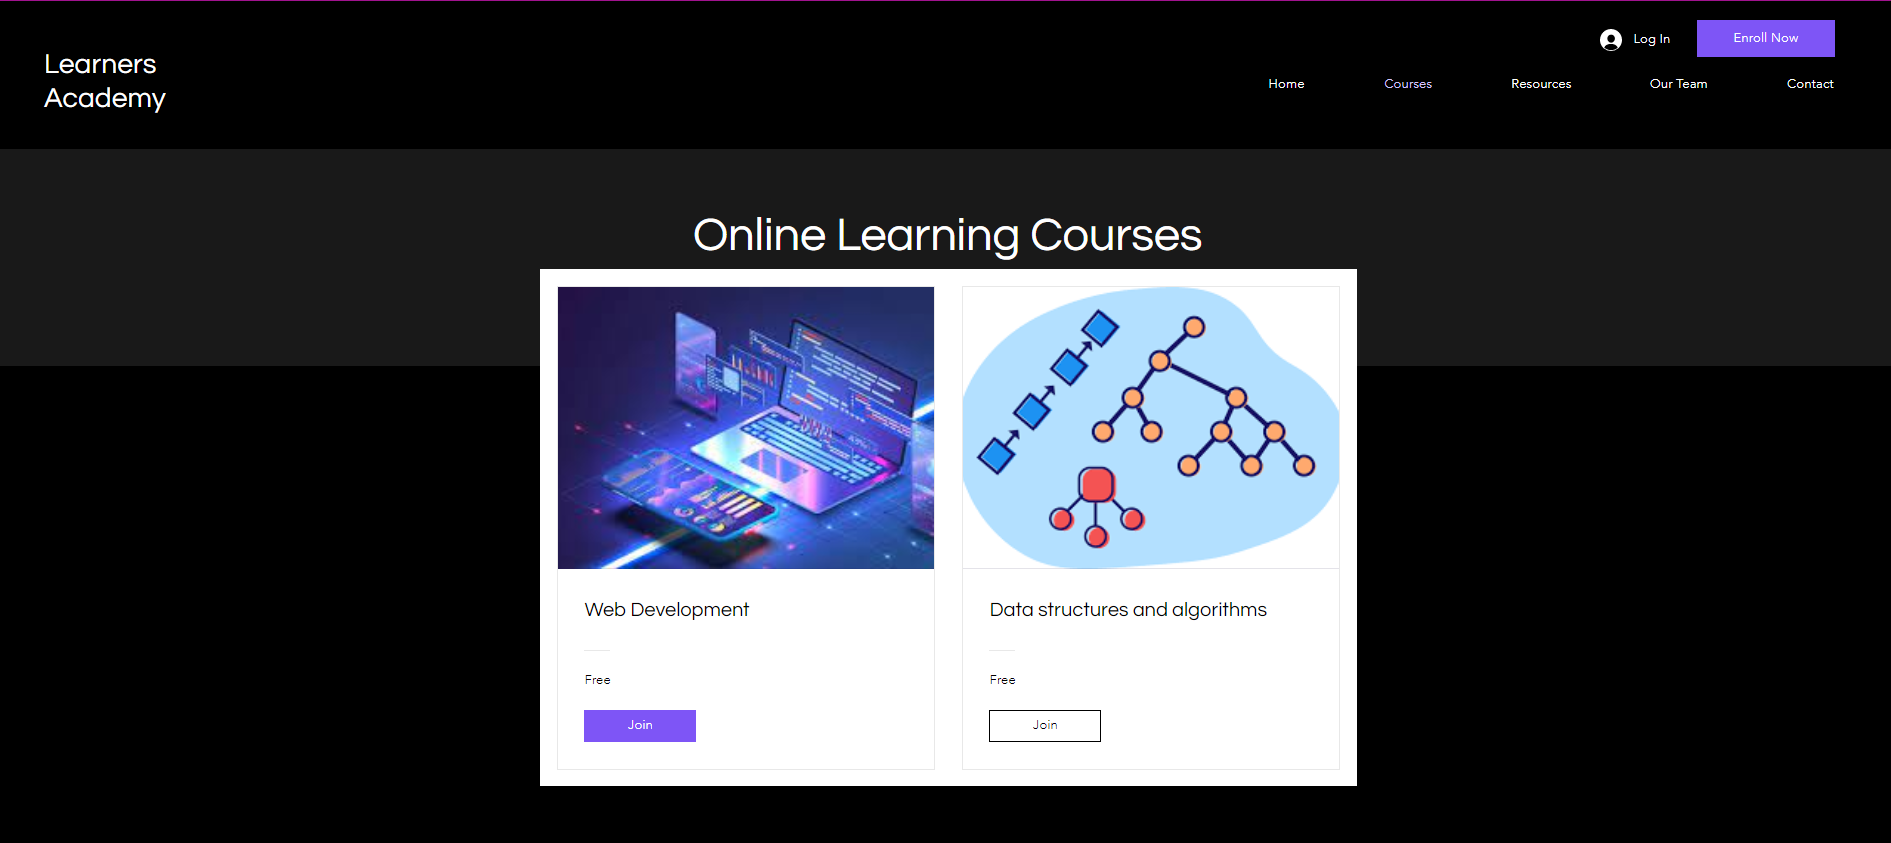 Learners
Academy
Log In
Enroll Now
Home
Courses
Resources
Our Team
Contact
Online Learning Courses
Web Development
Free
Join
Data structures and algorithms
Free
Join